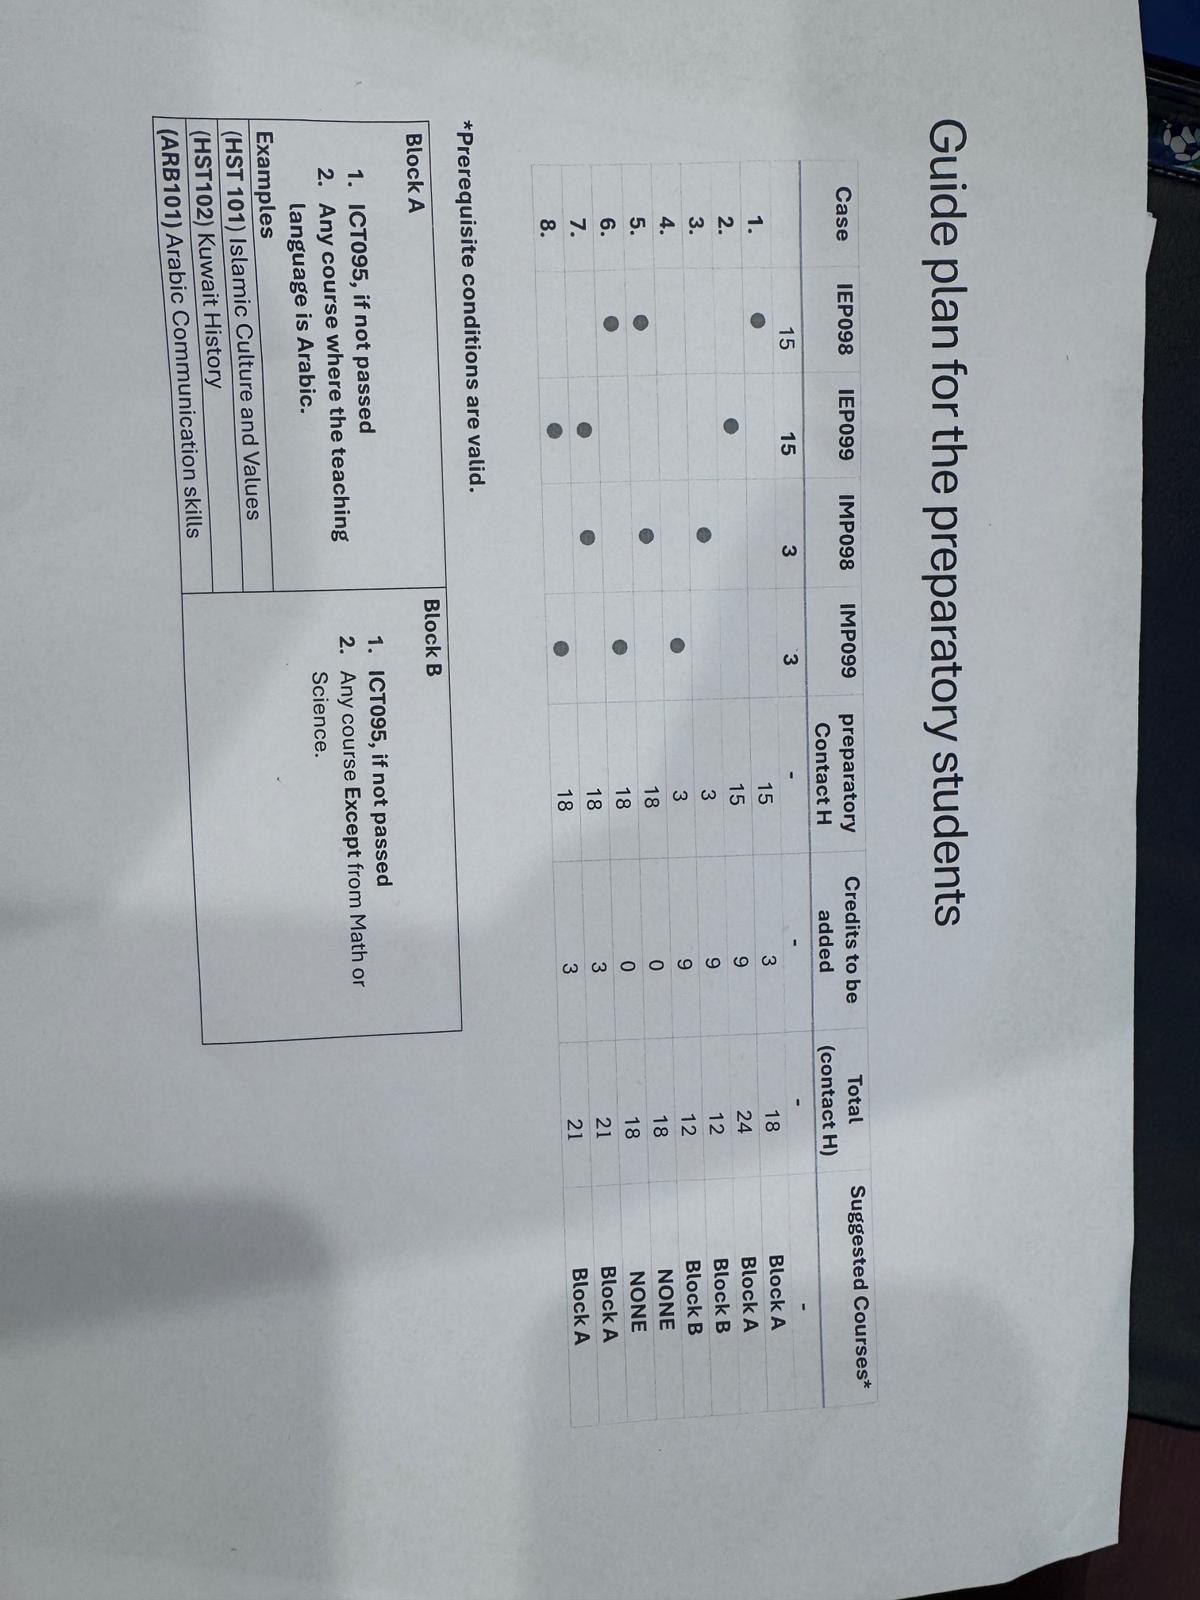 Guide plan for the preparatory students
Case IEP098 IEP099 IMP098 IMP099 preparatory Contact H Credits to be added Total (contact H) Suggested Courses*
15 15 3 3 - - - -
1. ● 15 3 18 Block A
2. ● 15 9 24 Block A
3. ● 3 9 12 Block B
4. ● 3 9 12 Block B
5. ● ● 18 0 18 NONE
6. ● ● 18 0 18 NONE
7. ● ● 18 3 21 Block A
8. ● ● 18 3 21 Block A
*Prerequisite conditions are valid.
Block A
1. ICT095, if not passed
2. Any course where the teaching
language is Arabic.
Examples
(HST 101) Islamic Culture and Values
(HST102) Kuwait History
(ARB101) Arabic Communication skills
Block B
1. ICT095, if not passed
2. Any course Except from Math or
Science.